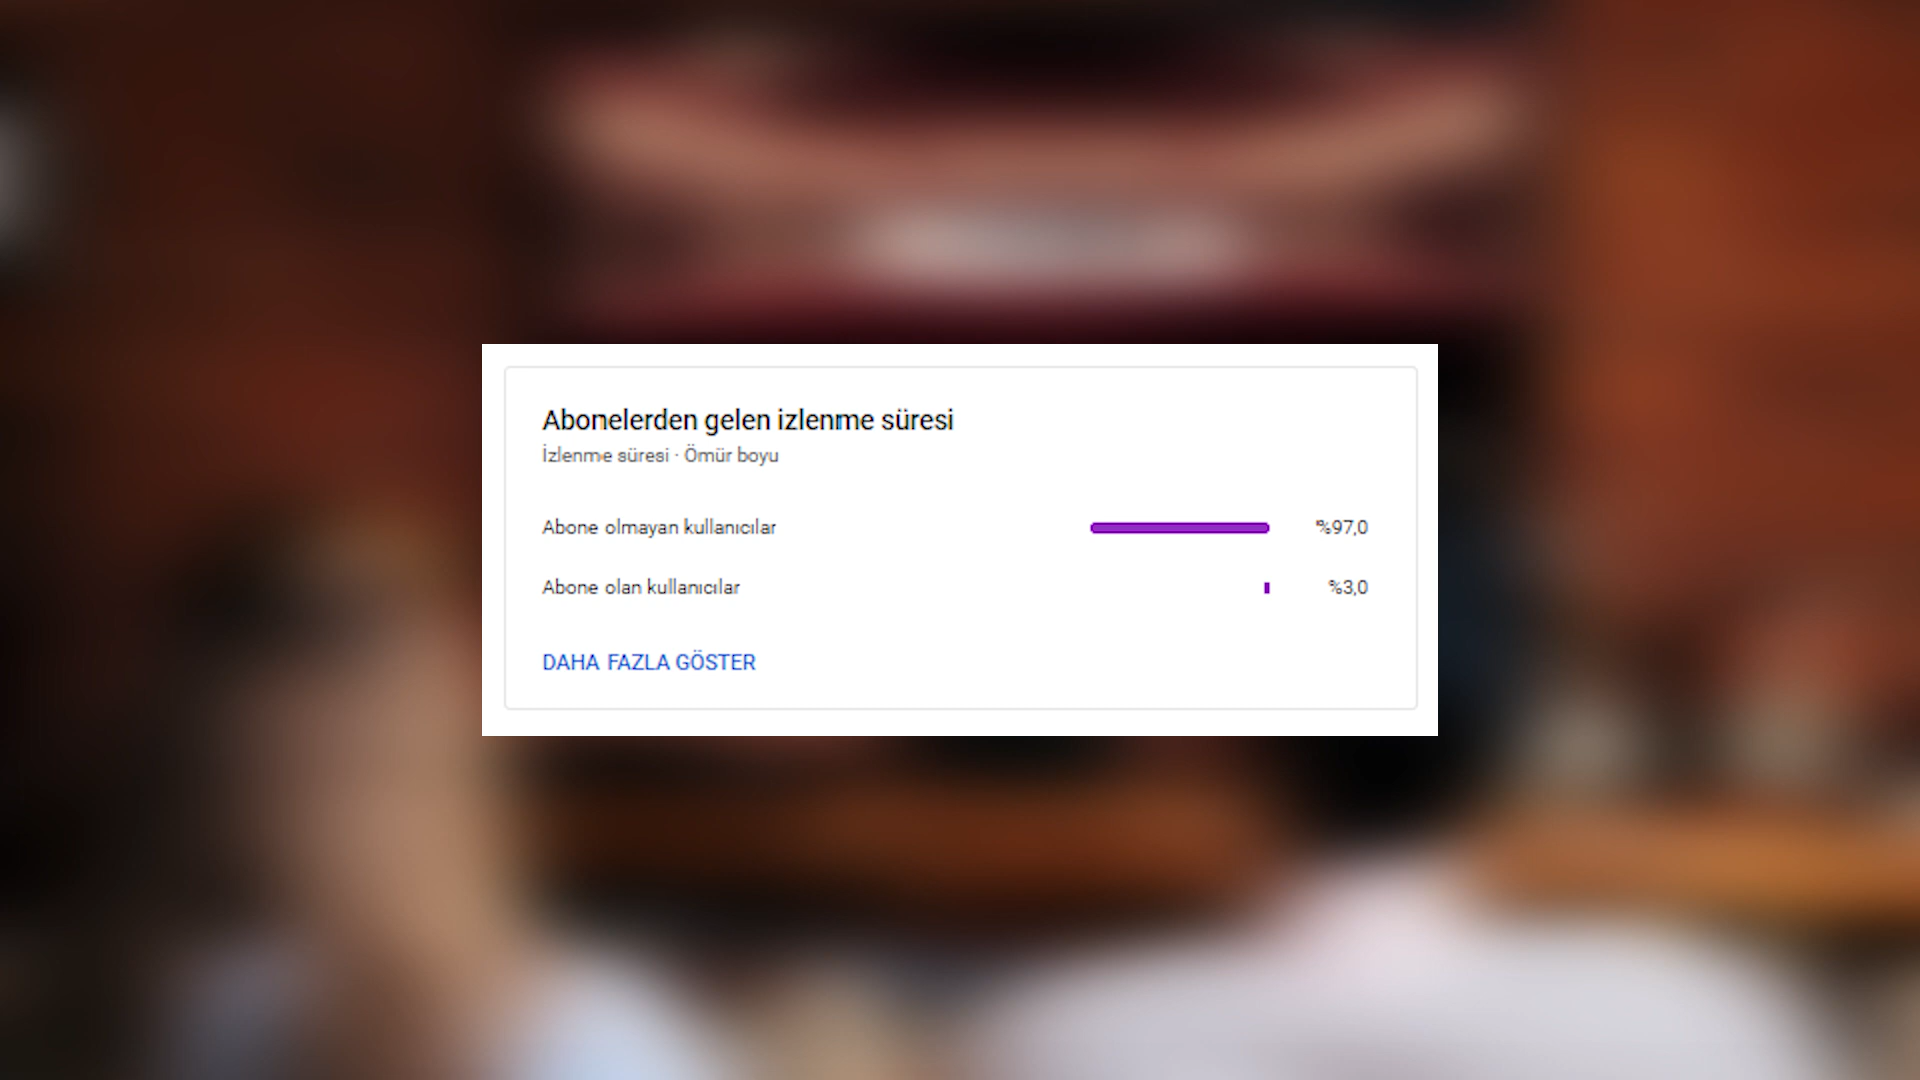 Abonelerden gelen izlenme süresi
İzlenme süresi · Ömür boyu
Abone olmayan kullanıcılar %97,0
Abone olan kullanıcılar %3,0
DAHA FAZLA GÖSTER